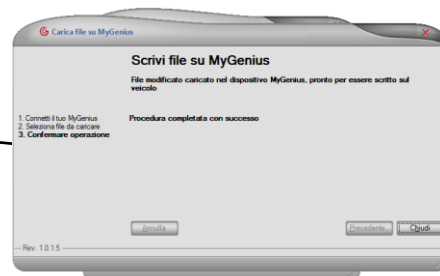 Carica file su MyGenius
Scrivi file su MyGenius
File modificato caricato nel dispositivo MyGenius, pronto per essere scritto sul
veicolo
1. Connetti il tuo MyGenius
2. Seleziona file da caricare
3. Confermare operazione
Procedura completata con successo
Annulla
Precedente
Chiudi
Rev. 1.0.1.5